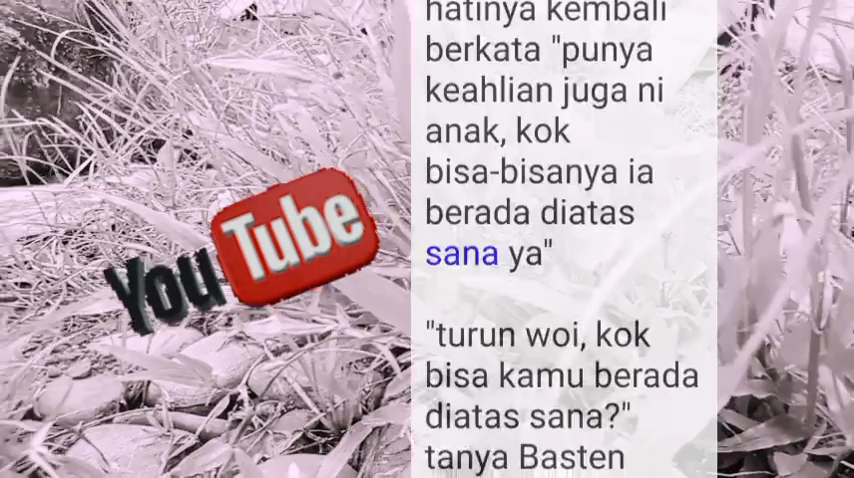 YouTube
hatinya kembali
berkata "punya
keahlian juga ni
anak, kok
bisa-bisanya ia
berada diatas
sana ya"
"turun woi, kok
bisa kamu berada
diatas sana?"
tanya Basten